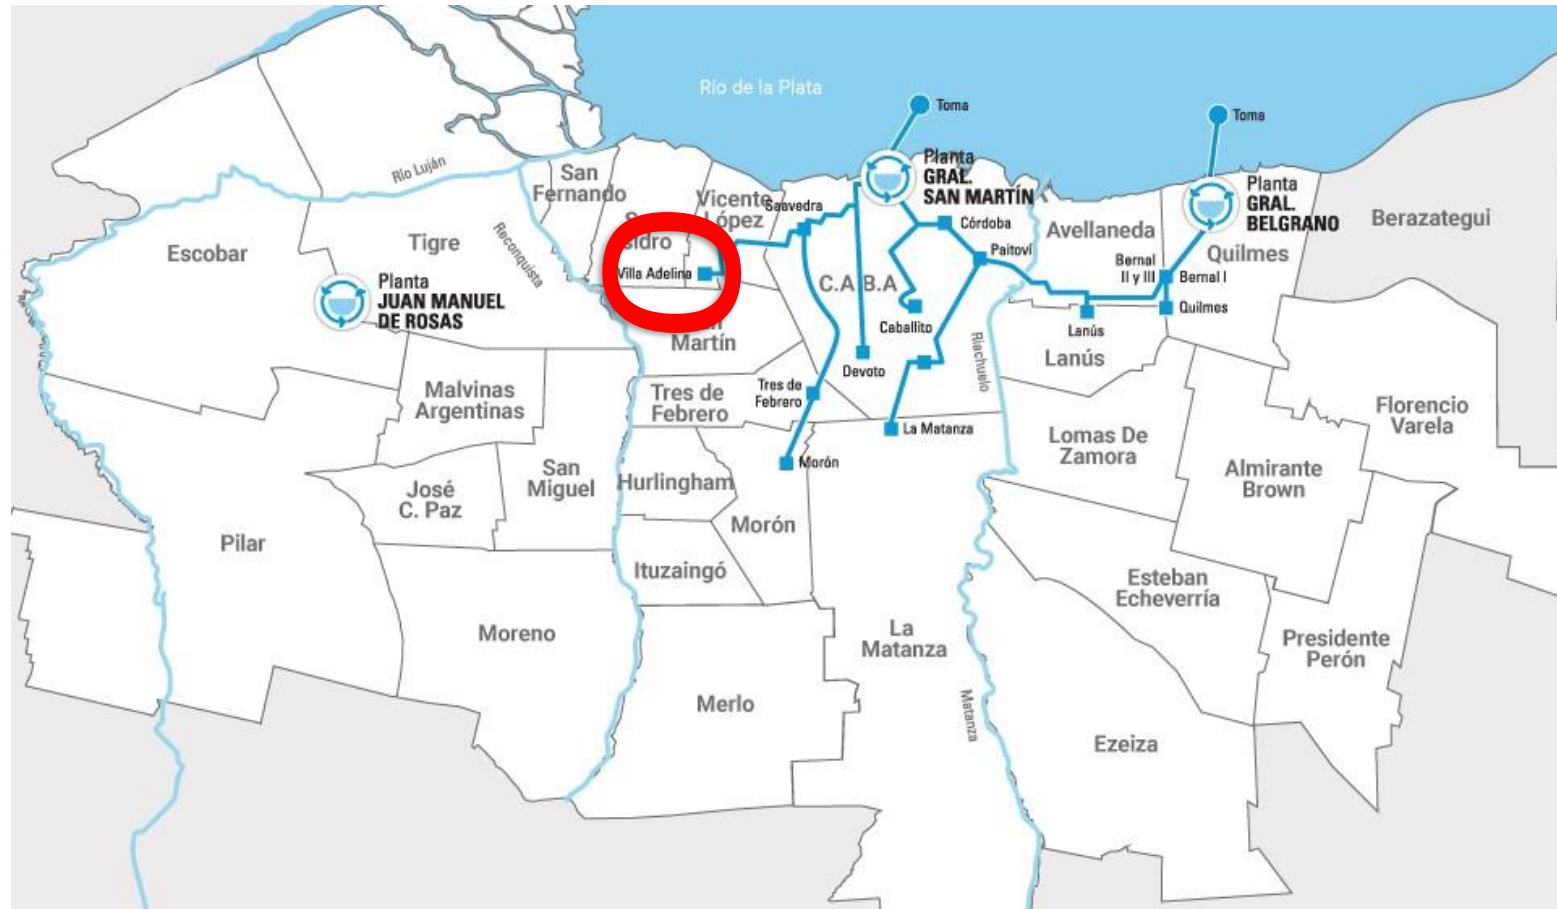 Río de la Plata
Toma
Toma
Planta
GRAL.
SAN MARTÍN
Planta
GRAL.
BELGRANO
Berazategui
Río Luján
San
Fernando
Vicente
López
Saavedra
Córdoba
Paitoví
Avellaneda
Bernal
II y III
Bernal I
Quilmes
Quilmes
Escobar
Tigre
Reconquista
Isidro
Villa Adelina
C.A.B.A
Planta
JUAN MANUEL
DE ROSAS
Martín
Caballito
Devoto
Riachuelo
Lanús
Lanús
Malvinas
Argentinas
Tres de
Febrero
Tres de
Febrero
La Matanza
Morón
Lomas De
Zamora
Florencio
Varela
José
C. Paz
San
Miguel
Hurlingham
Morón
Almirante
Brown
Pilar
Ituzaingó
Esteban
Echeverría
Moreno
La
Matanza
Presidente
Perón
Merlo
Matanza
Ezeiza